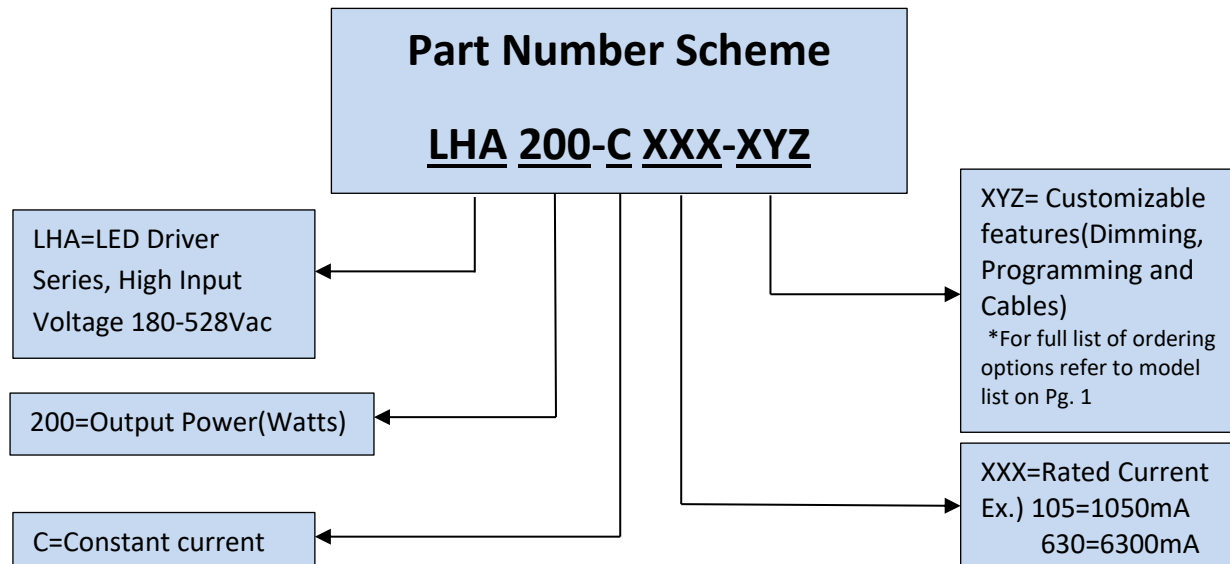 Part Number Scheme
LHA 200-C XXX-XYZ
LHA=LED Driver
Series, High Input
Voltage 180-528Vac
200=Output Power(Watts)
C=Constant current
XYZ= Customizable
features(Dimming,
Programming and
Cables)
*For full list of ordering
options refer to model
list on Pg. 1
XXX=Rated Current
Ex.) 105=1050mA
630=6300mA